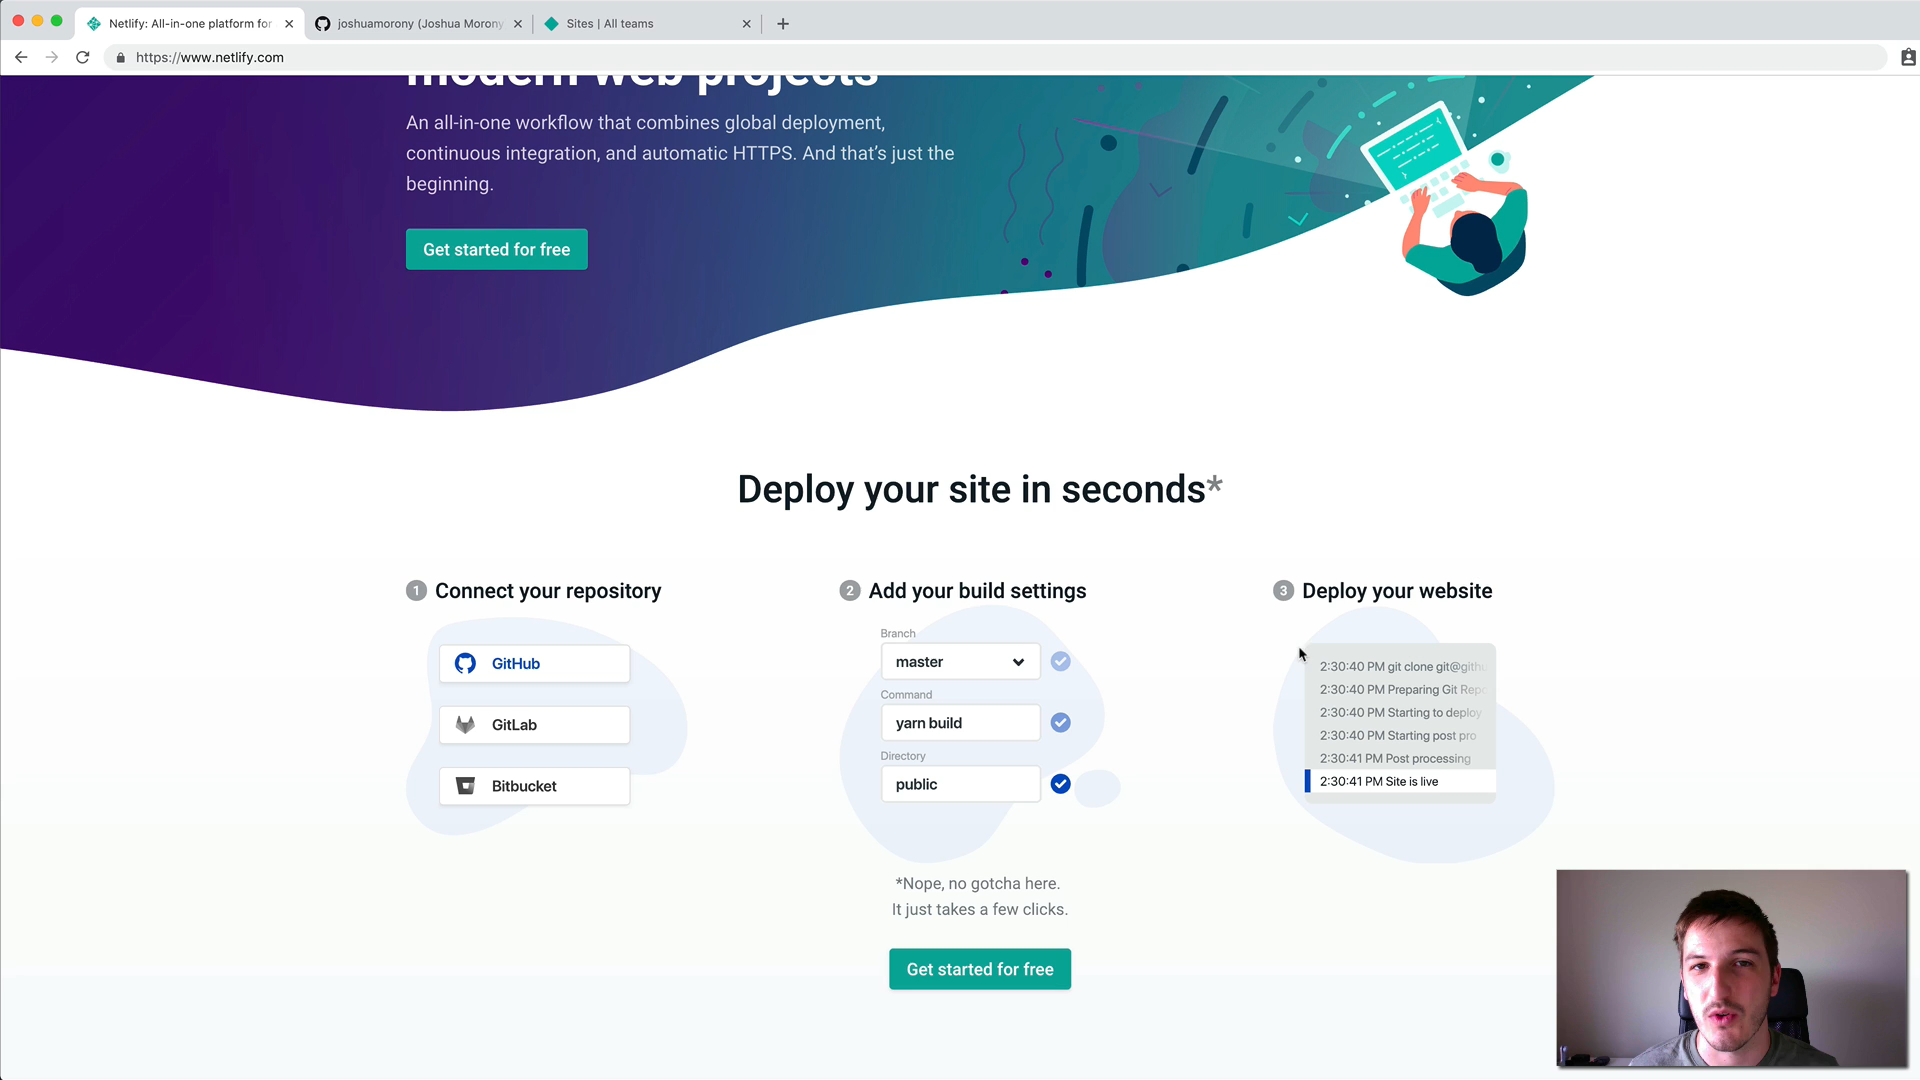 Netlify: All-in-one platform for
joshuamorony (Joshua Morony
Sites | All teams
https://www.netlify.com
modern web projects
An all-in-one workflow that combines global deployment,
continuous integration, and automatic HTTPS. And that’s just the
beginning.
Get started for free
Deploy your site in seconds*
1 Connect your repository
GitHub
GitLab
Bitbucket
2 Add your build settings
Branch
master
Command
yarn build
Directory
public
3 Deploy your website
2:30:40 PM git clone git@gith
2:30:40 PM Preparing Git Rep
2:30:40 PM Starting to deploy
2:30:40 PM Starting post pro
2:30:41 PM Post processing
2:30:41 PM Site is live
*Nope, no gotcha here.
It just takes a few clicks.
Get started for free